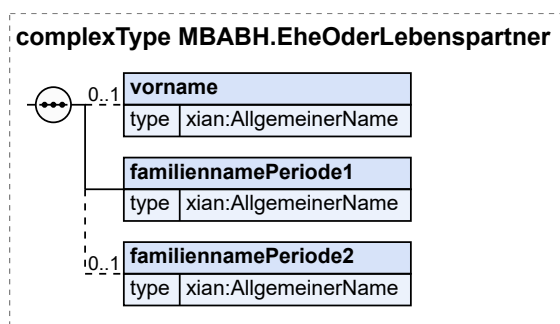 complexType MBABH.EheOderLebenspartner
0..1 vorname
type xian:AllgemeinerName
familiennamePeriode1
type xian:AllgemeinerName
0..1 familiennamePeriode2
type xian:AllgemeinerName